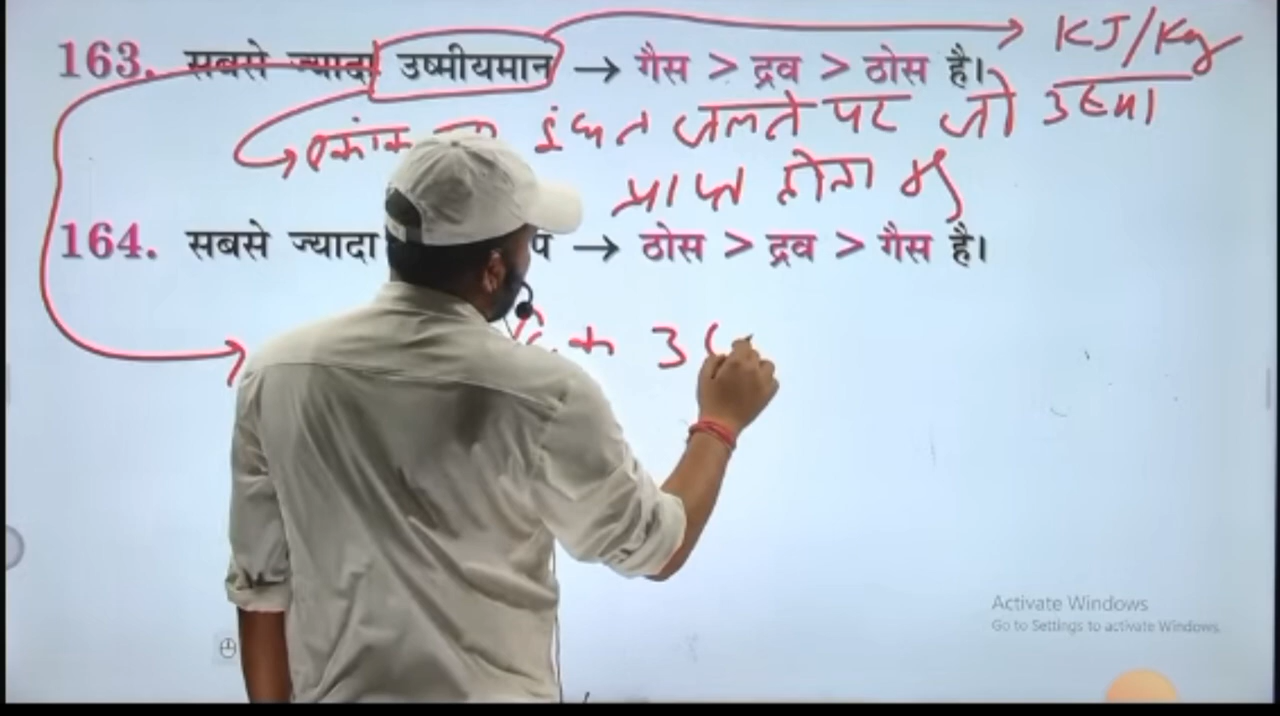 KJ/Kg
163. सबसे ज्यादा उष्मीयमान → गैस > द्रव > ठोस है।
जलने पर जो उष्मा
प्राप्त होता है
164. सबसे ज्यादा → ठोस > द्रव > गैस है।
Activate Windows
Go to Settings to activate Windows.